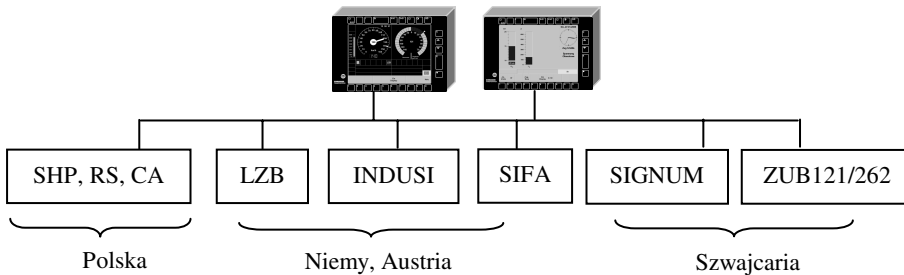 SHP, RS, CA LZB INDUSI SIFA SIGNUM ZUB121/262
Polska Niemy, Austria Szwajcaria